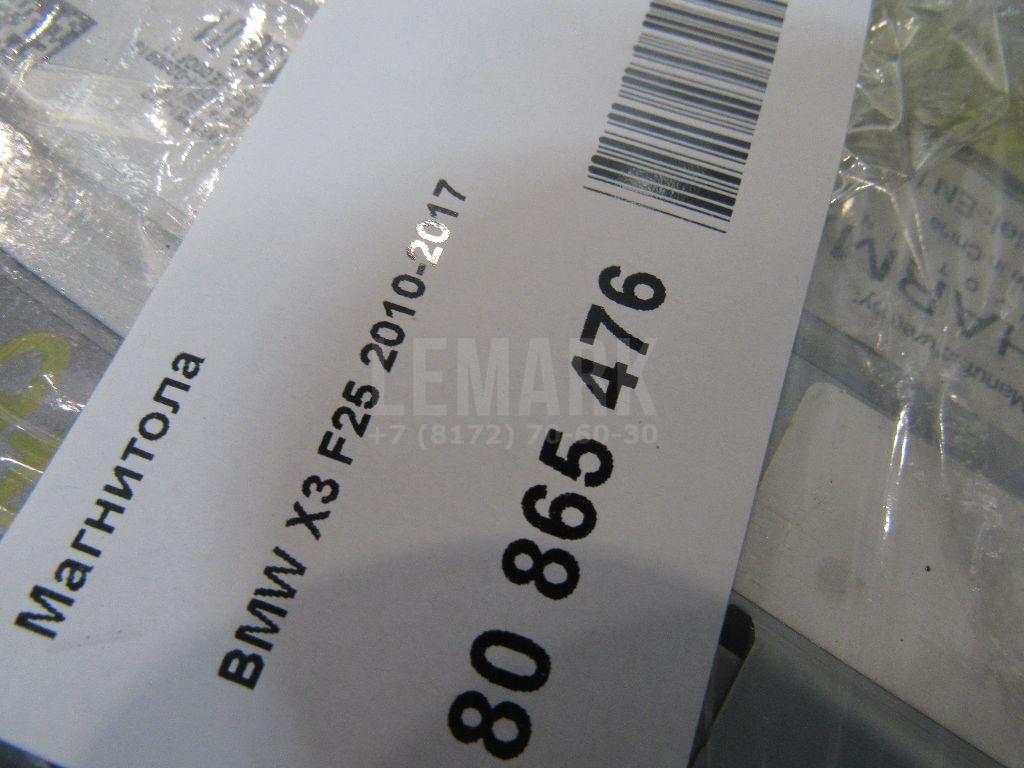 Магнитола
BMW X3 F25 2010-2017
80 865 476
LEMARK
+7 (8172) 70-60-30